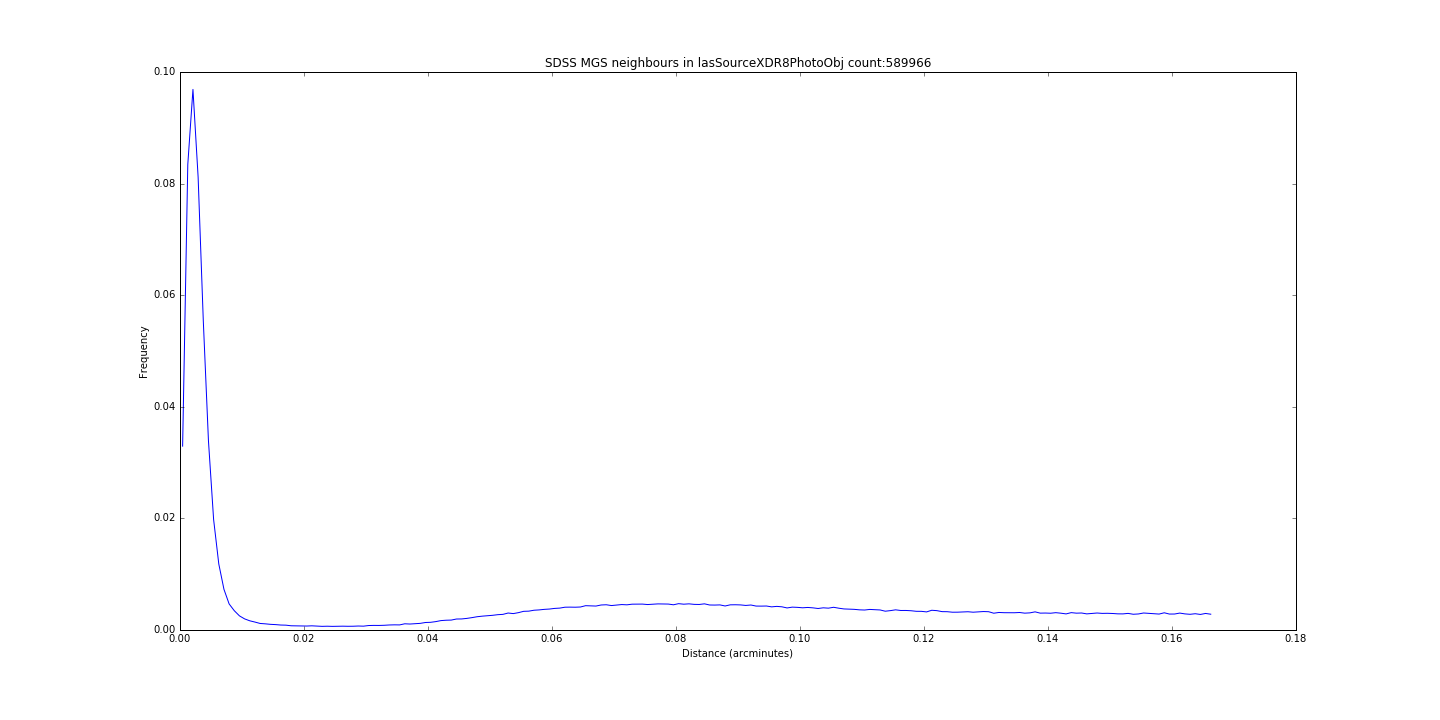 SDSS MGS neighbours in lasSourceXDR8PhotoObj count:589966
0.10
0.08
0.06
0.04
0.02
0.00
Frequency
0.00 0.02 0.04 0.06 0.08 0.10 0.12 0.14 0.16 0.18
Distance (arcminutes)